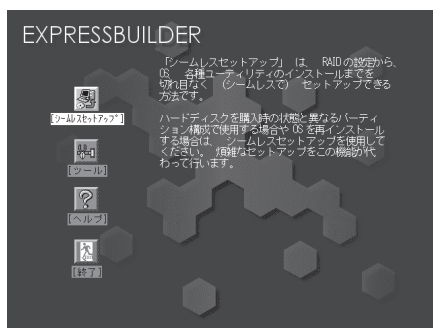 EXPRESSBUILDER
「シームレスセットアップ」 は、 RAIDの設定から、
OS、 各種ユーティリティのインストールまでを
切れ目なく (シームレスで) セットアップできる
方法です。
ハードディスクを購入時の状態と異なるパーティ
ション構成で使用する場合や OSを再インストール
する場合は、 シームレスセットアップを使用して
ください。 煩雑なセットアップをこの機能が代
わって行います。
[シームレスセットアップ]
[ツール]
[ヘルプ]
[終了]